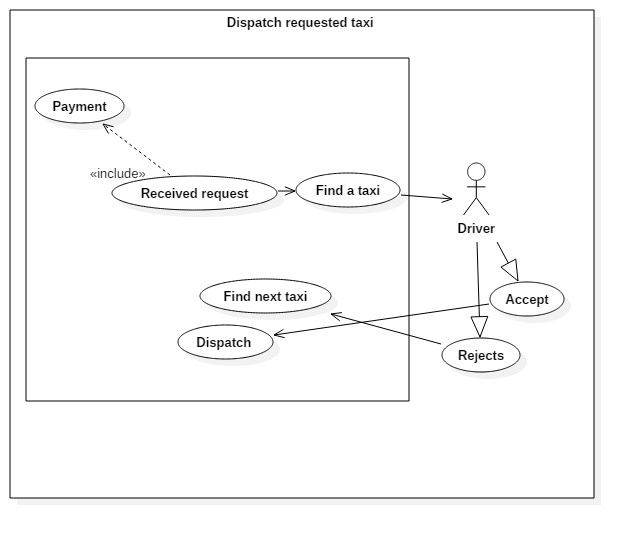 Dispatch requested taxi
Payment
«include»
Received request
Find a taxi
Driver
Find next taxi
Accept
Dispatch
Rejects